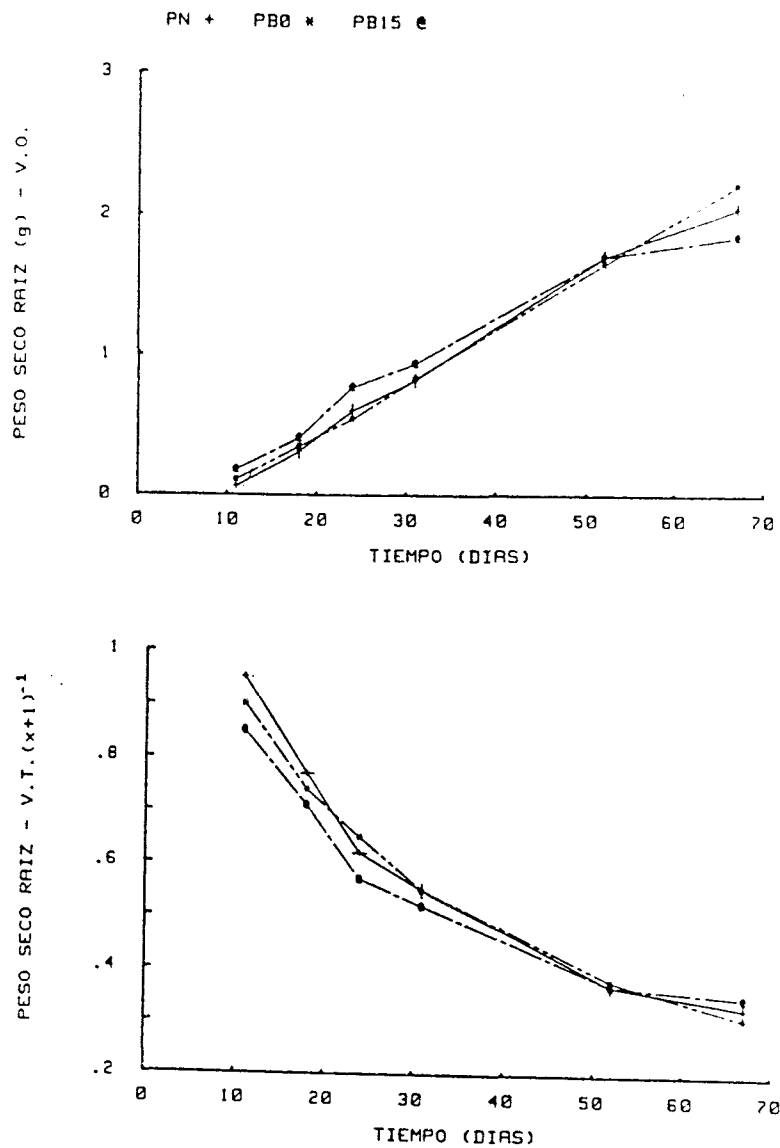 PN + PB0 * PB15 @
3
2
1
0
PESO SECO RAIZ (g) - V.O.
0 10 20 30 40 50 60 70
TIEMPO (DIAS)
1
.8
.6
.4
.2
PESO SECO RAIZ - V.T.(x+1)⁻¹
0 10 20 30 40 50 60 70
TIEMPO (DIAS)